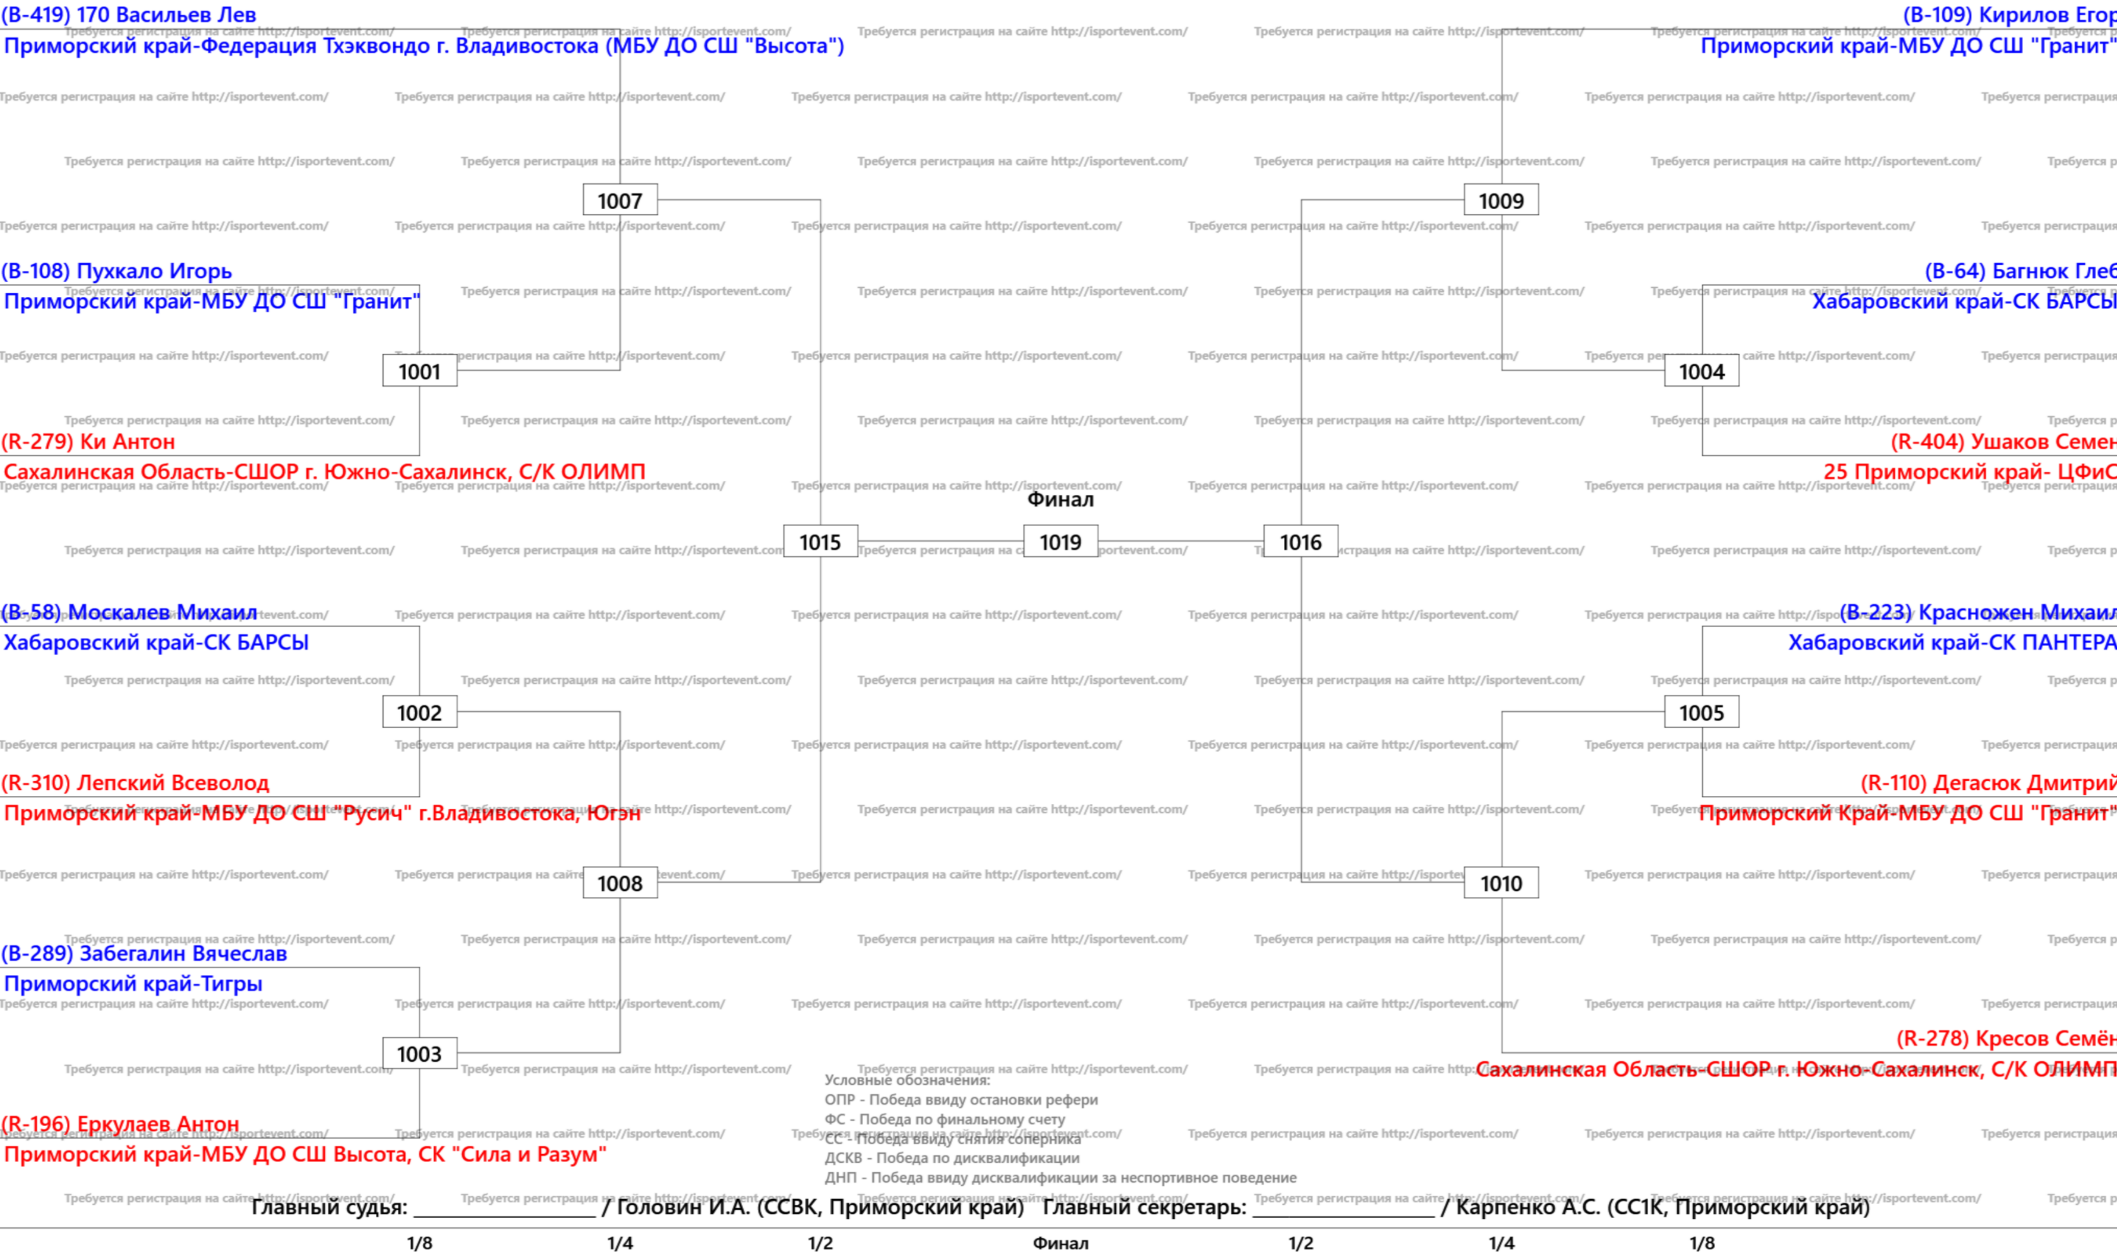 (B-419) 170 Васильев Лев
Приморский край-Федерация Тхэквондо г. Владивостока (МБУ ДО СШ "Высота")
1007
(B-108) Пухкало Игорь
Приморский край-МБУ ДО СШ "Гранит"
1001
(R-279) Ки Антон
Сахалинская Область-СШОР г. Южно-Сахалинск, С/К ОЛИМП
1015
(B-58) Москалев Михаил
Хабаровский край-СК БАРСЫ
1002
(R-310) Лепский Всеволод
Приморский край-МБУ ДО СШ "Русич" г.Владивостока, Югэн
1008
(B-289) Забегалин Вячеслав
Приморский край-Тигры
1003
(R-196) Еркулаев Антон
Приморский край-МБУ ДО СШ Высота, СК "Сила и Разум"
Финал
1019
(B-109) Кирилов Егор
Приморский край-МБУ ДО СШ "Гранит"
1009
(B-64) Багнюк Глеб
Хабаровский край-СК БАРСЫ
1004
(R-404) Ушаков Семен
25 Приморский край- ЦФиС
1016
(B-223) Красножен Михаил
Хабаровский край-СК ПАНТЕРА
1005
(R-110) Дегасюк Дмитрий
Приморский Край-МБУ ДО СШ "Гранит"
1010
(R-278) Кресов Семён
Сахалинская Область-СШОР г. Южно-Сахалинск, С/К ОЛИМП
Условные обозначения:
ОПР - Победа ввиду остановки рефери
ФС - Победа по финальному счету
СС - Победа ввиду снятия соперника
ДСКВ - Победа по дисквалификации
ДНП - Победа ввиду дисквалификации за неспортивное поведение
Главный судья: _______________ / Головин И.А. (ССВК, Приморский край) Главный секретарь: _______________ / Карпенко А.С. (СС1К, Приморский край)
1/8 1/4 1/2 Финал 1/2 1/4 1/8
Требуется регистрация на сайте http://isportevent.com/